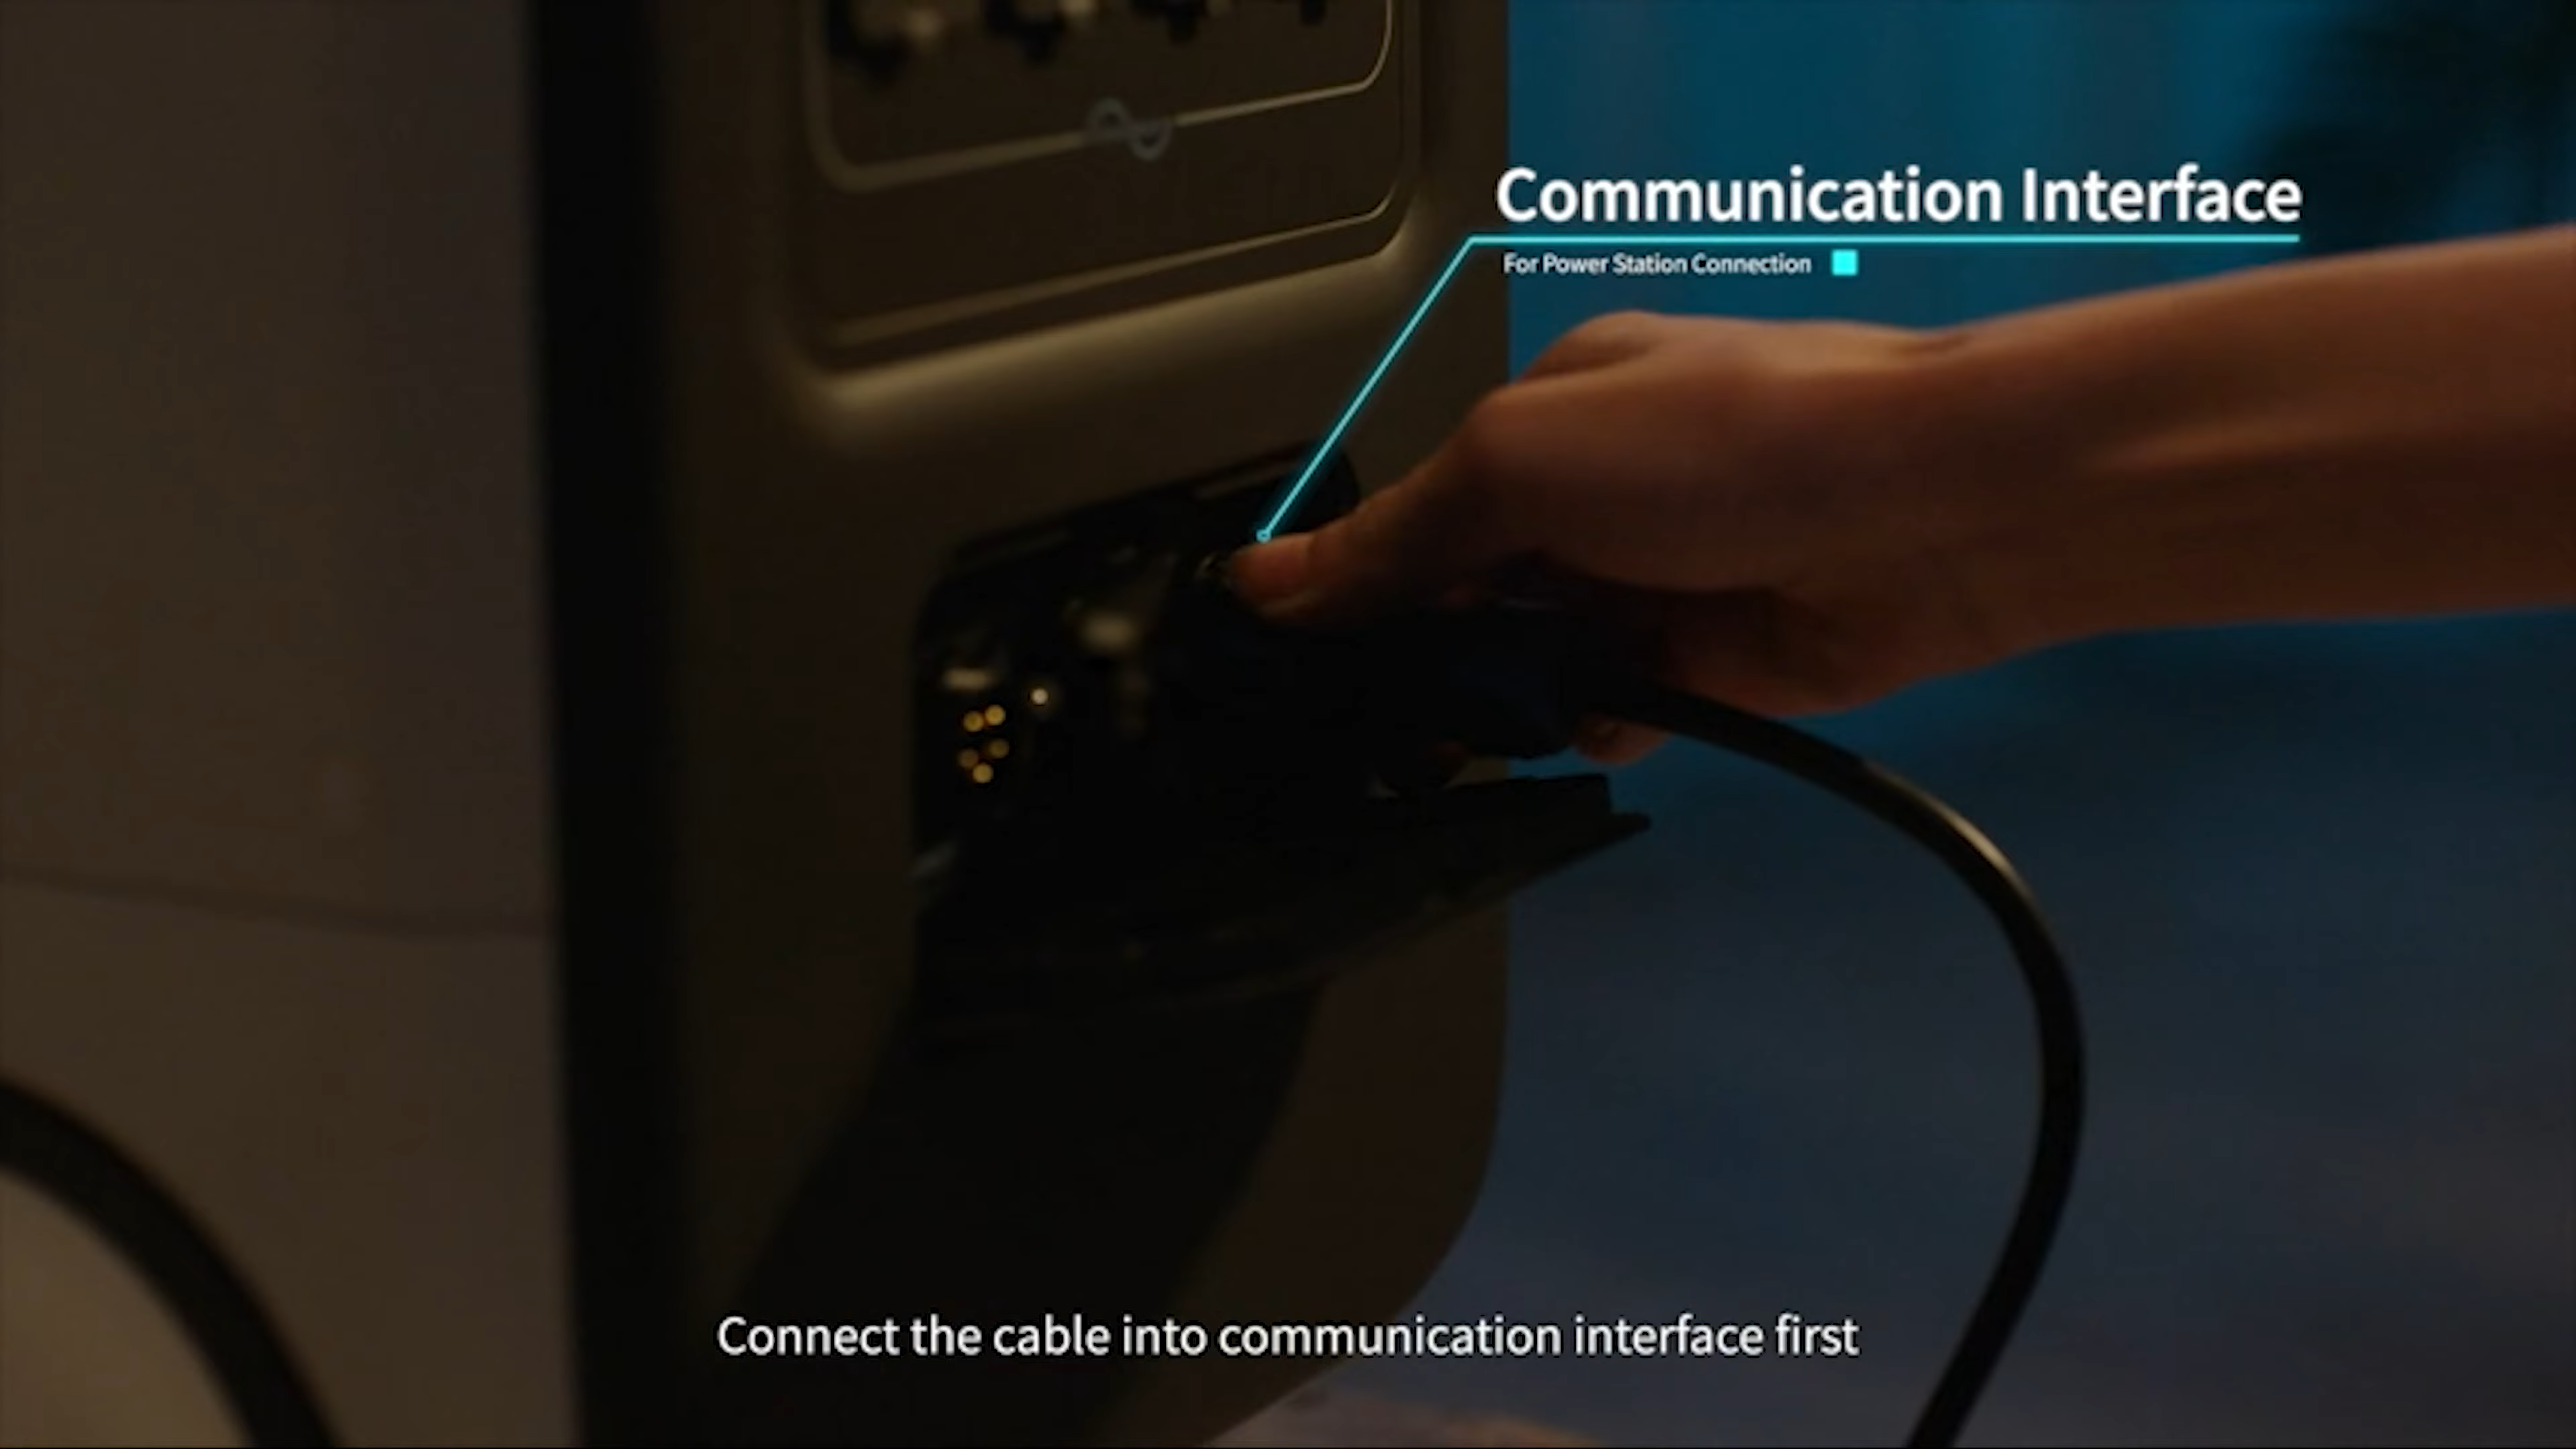 Communication Interface
For Power Station Connection
Connect the cable into communication interface first